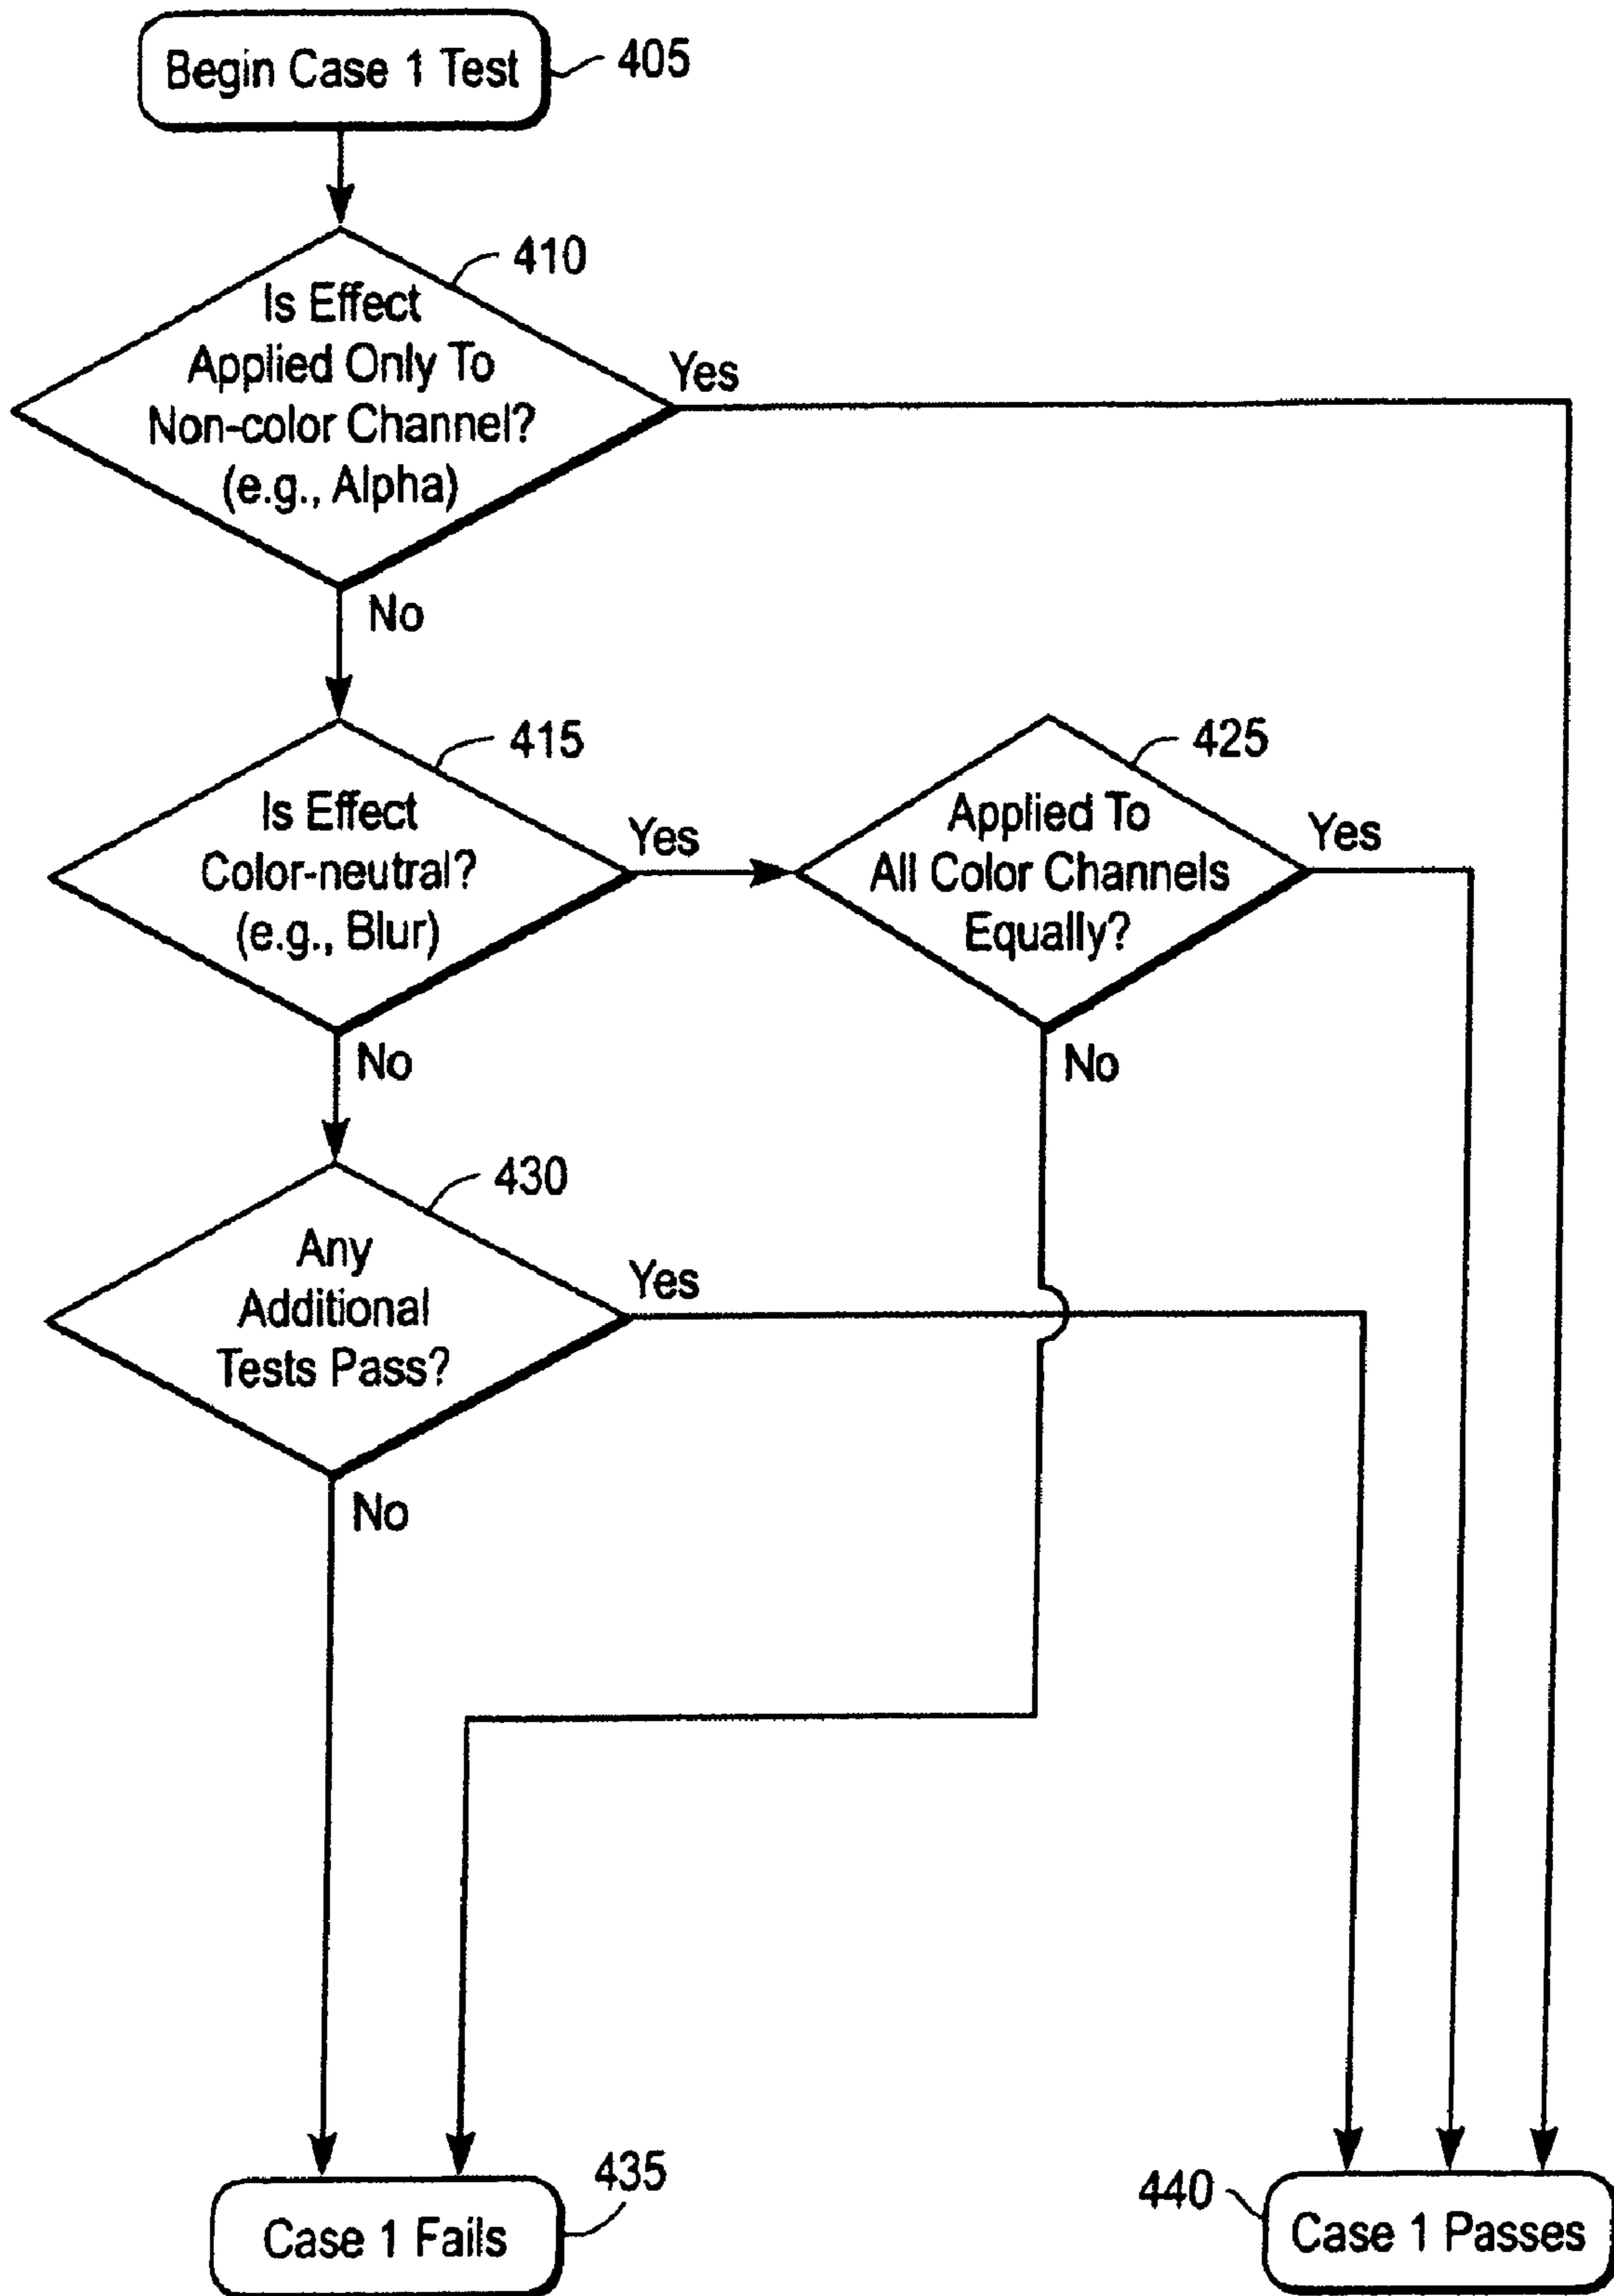 Begin Case 1 Test
405
410
Is Effect
Applied Only To
Non-color Channel?
(e.g., Alpha)
Yes
No
415
Is Effect
Color-neutral?
(e.g., Blur)
Yes
No
425
Applied To
All Color Channels
Equally?
Yes
No
430
Any
Additional
Tests Pass?
Yes
No
435
Case 1 Fails
440
Case 1 Passes